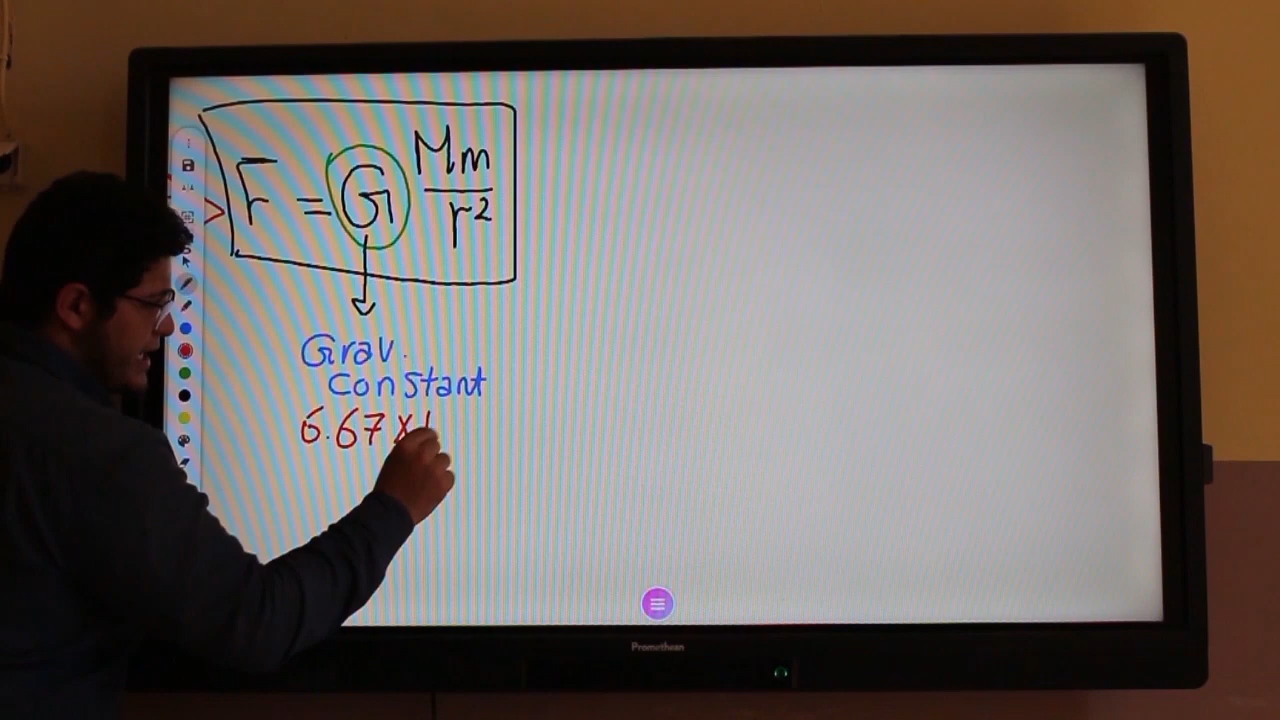 F = G Mm
r²
Grav.
Constant
6.67 x 1
Promethean